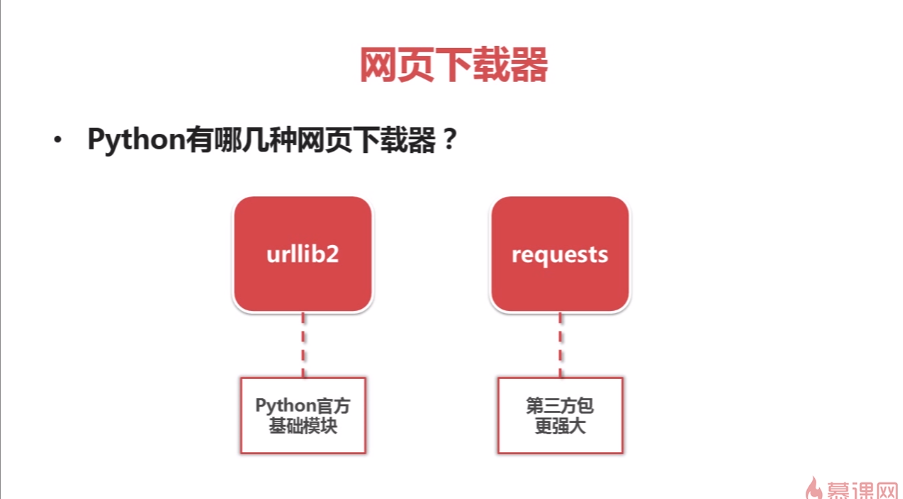 网页下载器
• Python有哪几种网页下载器？
urllib2
requests
Python官方
基础模块
第三方包
更强大
慕课网